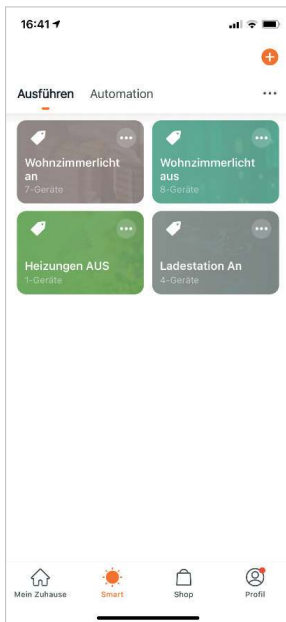 16:41
Ausführen Automation
Wohnzimmerlicht
an
7-Geräte
Wohnzimmerlicht
aus
8-Geräte
Heizungen AUS
1-Geräte
Ladestation An
4-Geräte
Mein Zuhause Smart Shop Profil